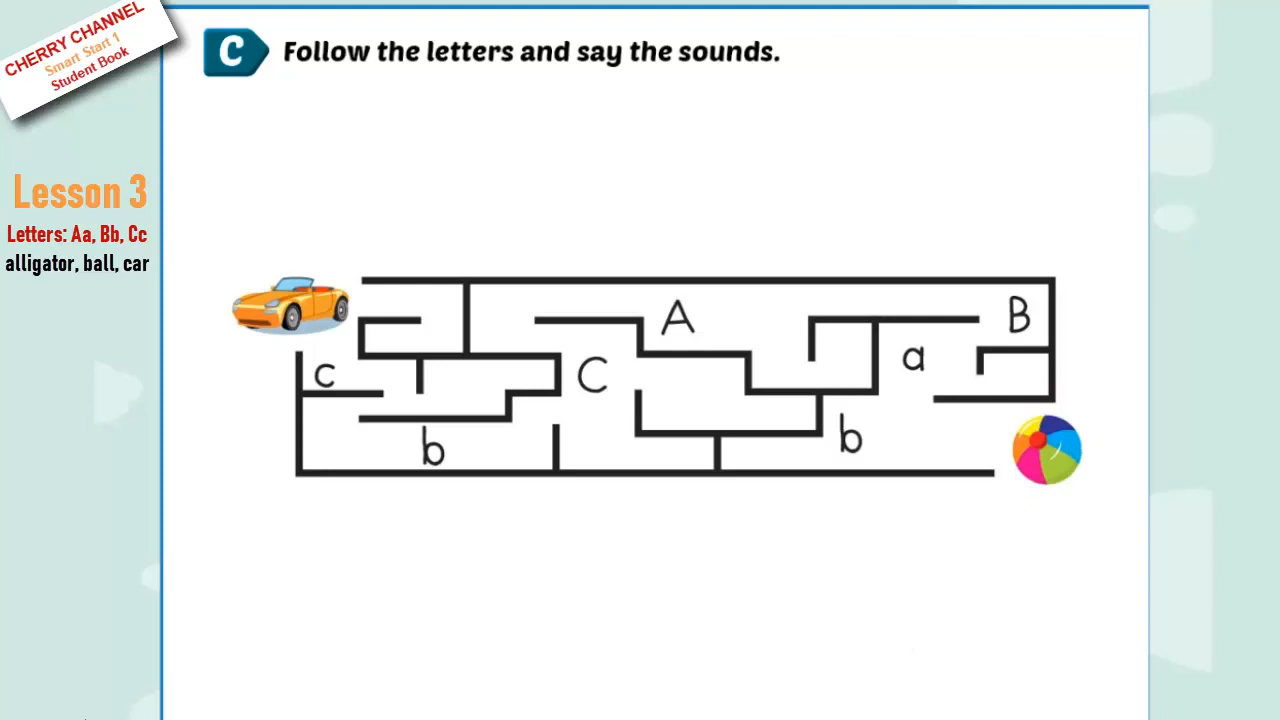 CHERRY CHANNEL
Smart Start 1
Student Book
C Follow the letters and say the sounds.
Lesson 3
Letters: Aa, Bb, Cc
alligator, ball, car
A
B
c
C
a
b
b